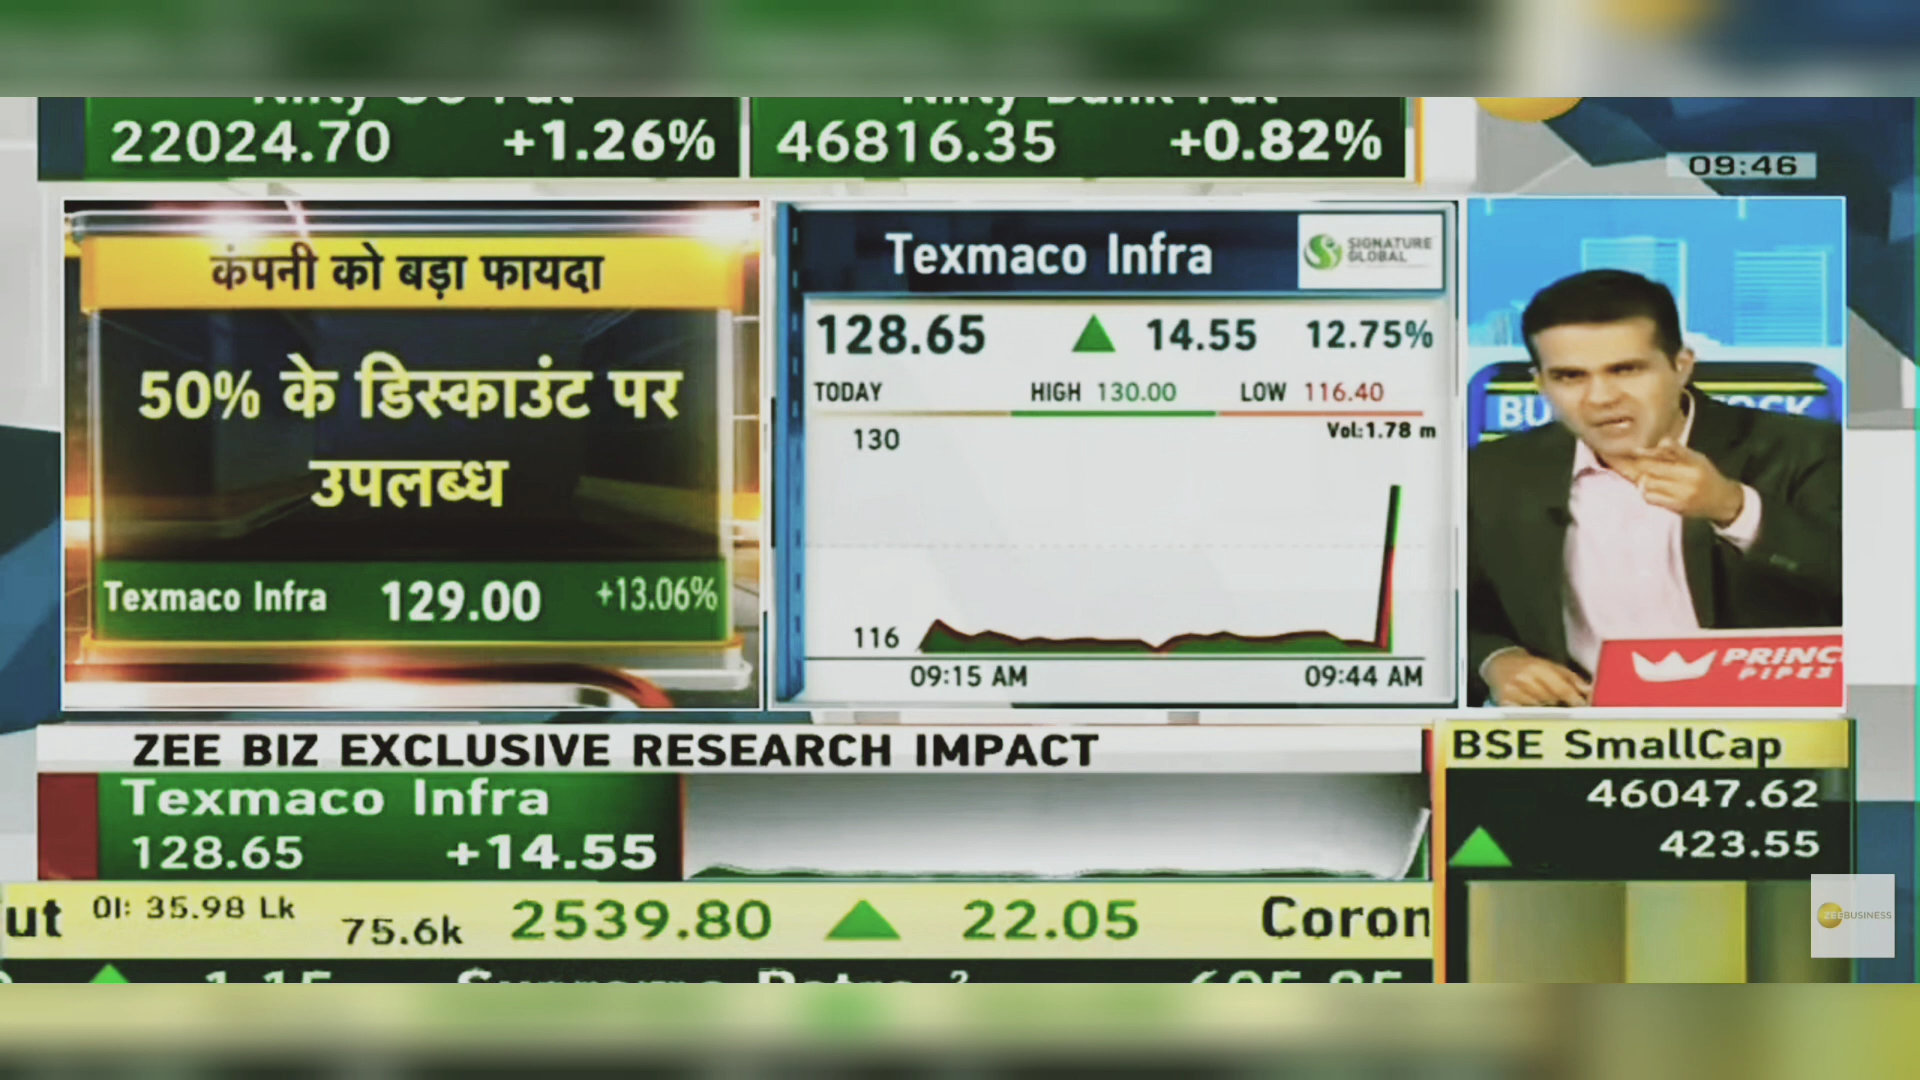 22024.70 +1.26%
46816.35 +0.82%
09:46
कंपनी को बड़ा फायदा
50% के डिस्काउंट पर
उपलब्ध
Texmaco Infra 129.00 +13.06%
Texmaco Infra
SIGNATURE
GLOBAL
128.65 14.55 12.75%
TODAY HIGH 130.00 LOW 116.40
Vol:1.78 m
130
116
09:15 AM 09:44 AM
PRINC
PIPES
ZEE BIZ EXCLUSIVE RESEARCH IMPACT
Texmaco Infra
128.65 +14.55
BSE SmallCap
46047.62
423.55
ut OI: 35.98 Lk 75.6k 2539.80 22.05 Coron
ZEEBUSINESS